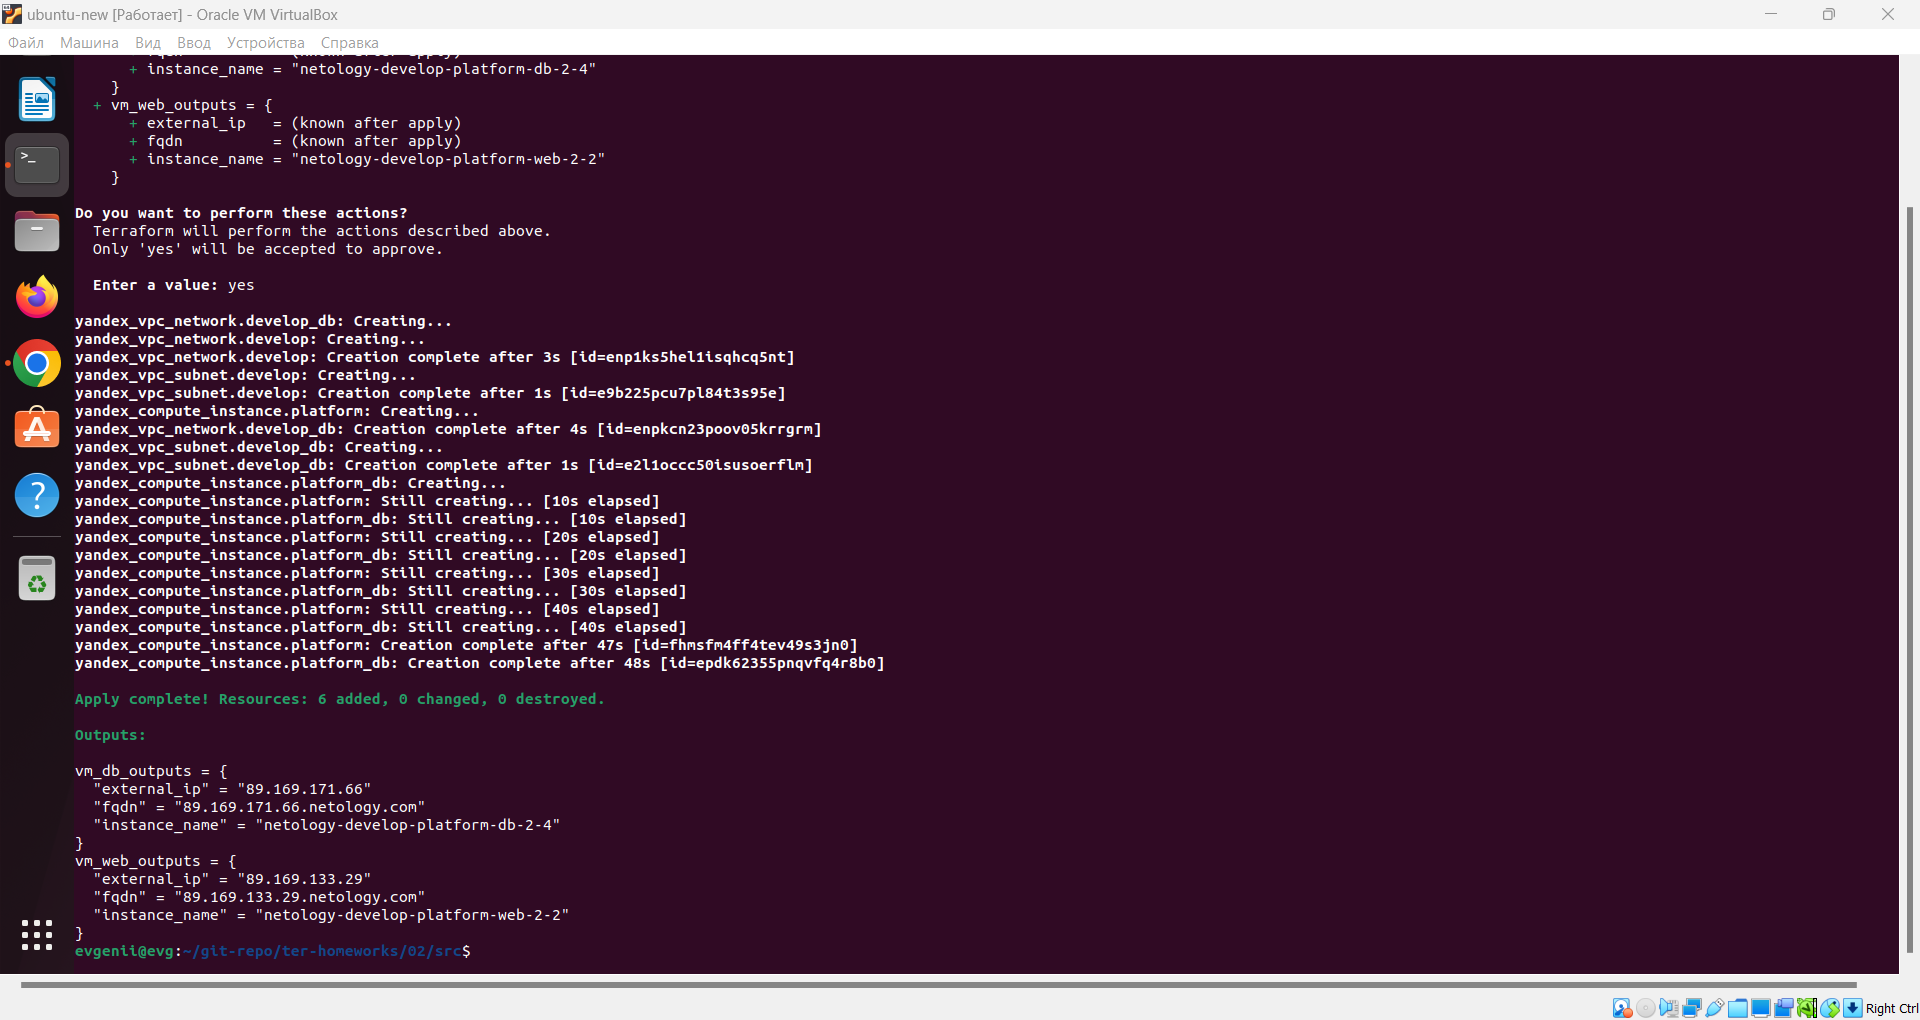 ubuntu-new [Работает] - Oracle VM VirtualBox
Файл Машина Вид Ввод Устройства Справка
+ instance_name = "netology-develop-platform-db-2-4"
}
+ vm_web_outputs = {
+ external_ip   = (known after apply)
+ fqdn          = (known after apply)
+ instance_name = "netology-develop-platform-web-2-2"
}
Do you want to perform these actions?
Terraform will perform the actions described above.
Only 'yes' will be accepted to approve.
Enter a value: yes
yandex_vpc_network.develop_db: Creating...
yandex_vpc_network.develop: Creating...
yandex_vpc_network.develop: Creation complete after 3s [id=enp1ks5hel1isqhcq5nt]
yandex_vpc_subnet.develop: Creating...
yandex_vpc_subnet.develop: Creation complete after 1s [id=e9b225pcu7pl84t3s95e]
yandex_compute_instance.platform: Creating...
yandex_vpc_network.develop_db: Creation complete after 4s [id=enpkcn23poov05krrgrm]
yandex_vpc_subnet.develop_db: Creating...
yandex_vpc_subnet.develop_db: Creation complete after 1s [id=e2l1occc50isusoerflm]
yandex_compute_instance.platform_db: Creating...
yandex_compute_instance.platform: Still creating... [10s elapsed]
yandex_compute_instance.platform_db: Still creating... [10s elapsed]
yandex_compute_instance.platform: Still creating... [20s elapsed]
yandex_compute_instance.platform_db: Still creating... [20s elapsed]
yandex_compute_instance.platform: Still creating... [30s elapsed]
yandex_compute_instance.platform_db: Still creating... [30s elapsed]
yandex_compute_instance.platform: Still creating... [40s elapsed]
yandex_compute_instance.platform_db: Still creating... [40s elapsed]
yandex_compute_instance.platform: Creation complete after 47s [id=fhmsfm4ff4tev49s3jn0]
yandex_compute_instance.platform_db: Creation complete after 48s [id=epdk62355pnqvfq4r8b0]
Apply complete! Resources: 6 added, 0 changed, 0 destroyed.
Outputs:
vm_db_outputs = {
"external_ip" = "89.169.171.66"
"fqdn" = "89.169.171.66.netology.com"
"instance_name" = "netology-develop-platform-db-2-4"
}
vm_web_outputs = {
"external_ip" = "89.169.133.29"
"fqdn" = "89.169.133.29.netology.com"
"instance_name" = "netology-develop-platform-web-2-2"
}
evgenii@evg:~/git-repo/ter-homeworks/02/src$
Right Ctrl